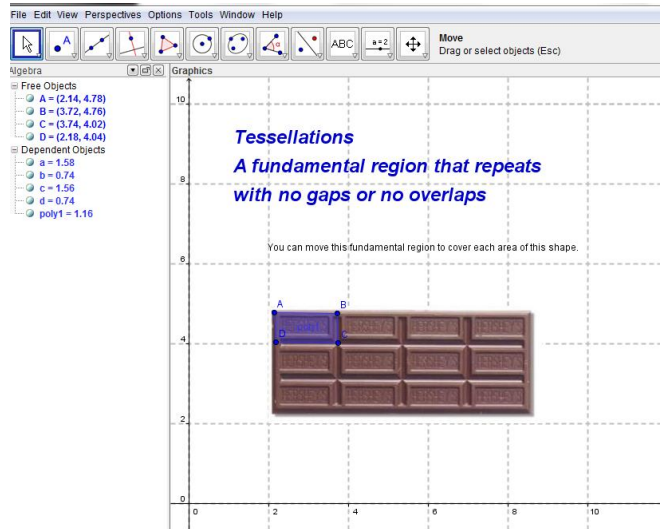 File Edit View Perspectives Options Tools Window Help
A
α
ABC
a=2
Move
Drag or select objects (Esc)
Algebra
Graphics
Free Objects
A = (2.14, 4.78)
B = (3.72, 4.76)
C = (3.74, 4.02)
D = (2.18, 4.04)
Dependent Objects
a = 1.58
b = 0.74
c = 1.56
d = 0.74
poly1 = 1.16
Tessellations
A fundamental region that repeats
with no gaps or no overlaps
You can move this fundamental region to cover each area of this shape.
10
8
6
4
2
0
A B
poly1
D C
0 2 4 6 8 10